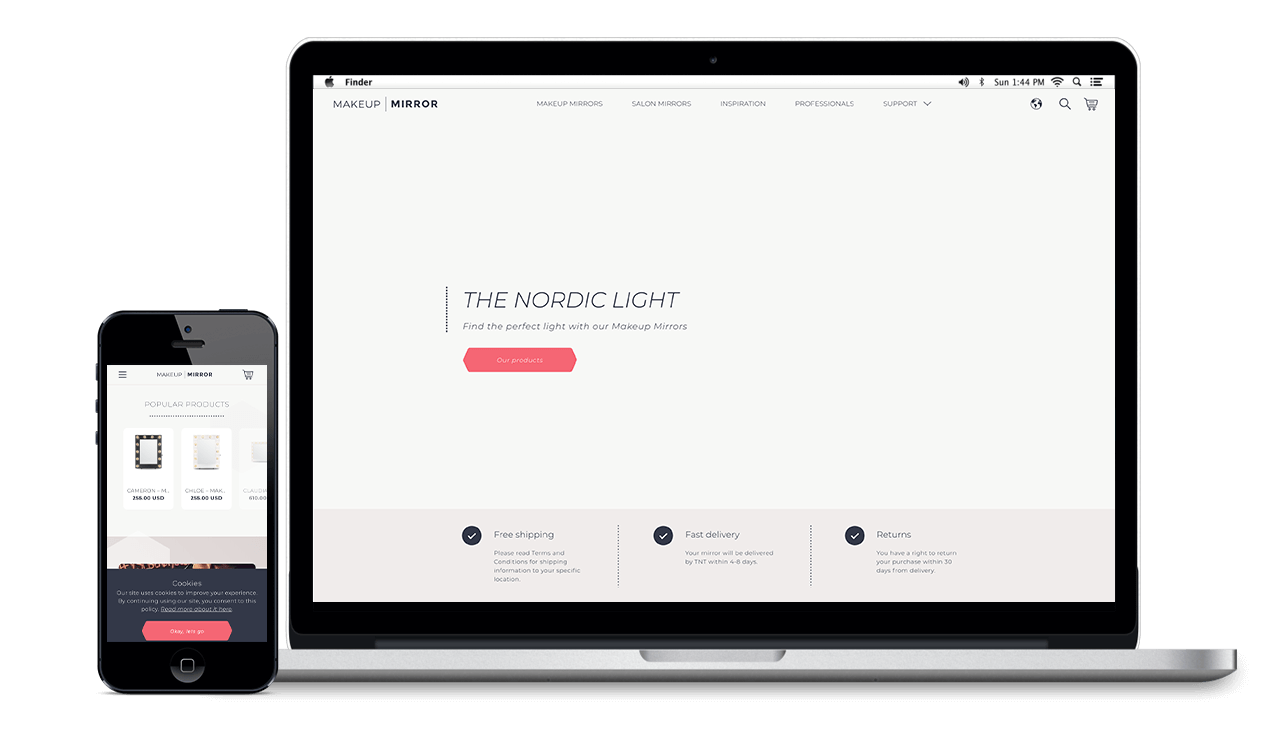 Finder
Sun 1:44 PM
MAKEUP | MIRROR
MAKEUP MIRRORS SALON MIRRORS INSPIRATION PROFESSIONALS SUPPORT
THE NORDIC LIGHT
Find the perfect light with our Makeup Mirrors
Our products
Free shipping
Please read Terms and
Conditions for shipping
information to your specific
location.
Fast delivery
Your mirror will be delivered
by TNT within 4-8 days.
Returns
You have a right to return
your purchase within 30
days from delivery.
MAKEUP | MIRROR
POPULAR PRODUCTS
CAMERON - M..
255.00 USD
CHLOE - MAK..
255.00 USD
610.00
Cookies
Our site uses cookies to improve your experience.
By continuing using our site, you consent to this
policy. Read more about it here.
Okay, lets go